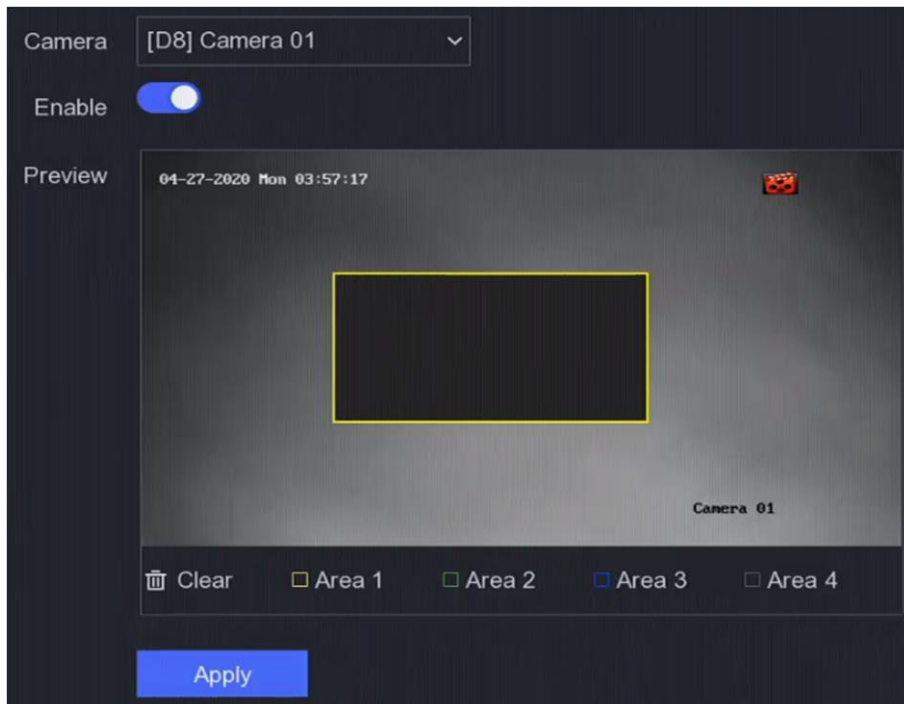 Camera [D8] Camera 01
Enable
Preview
04-27-2020 Mon 03:57:17
Camera 01
Clear Area 1 Area 2 Area 3 Area 4
Apply